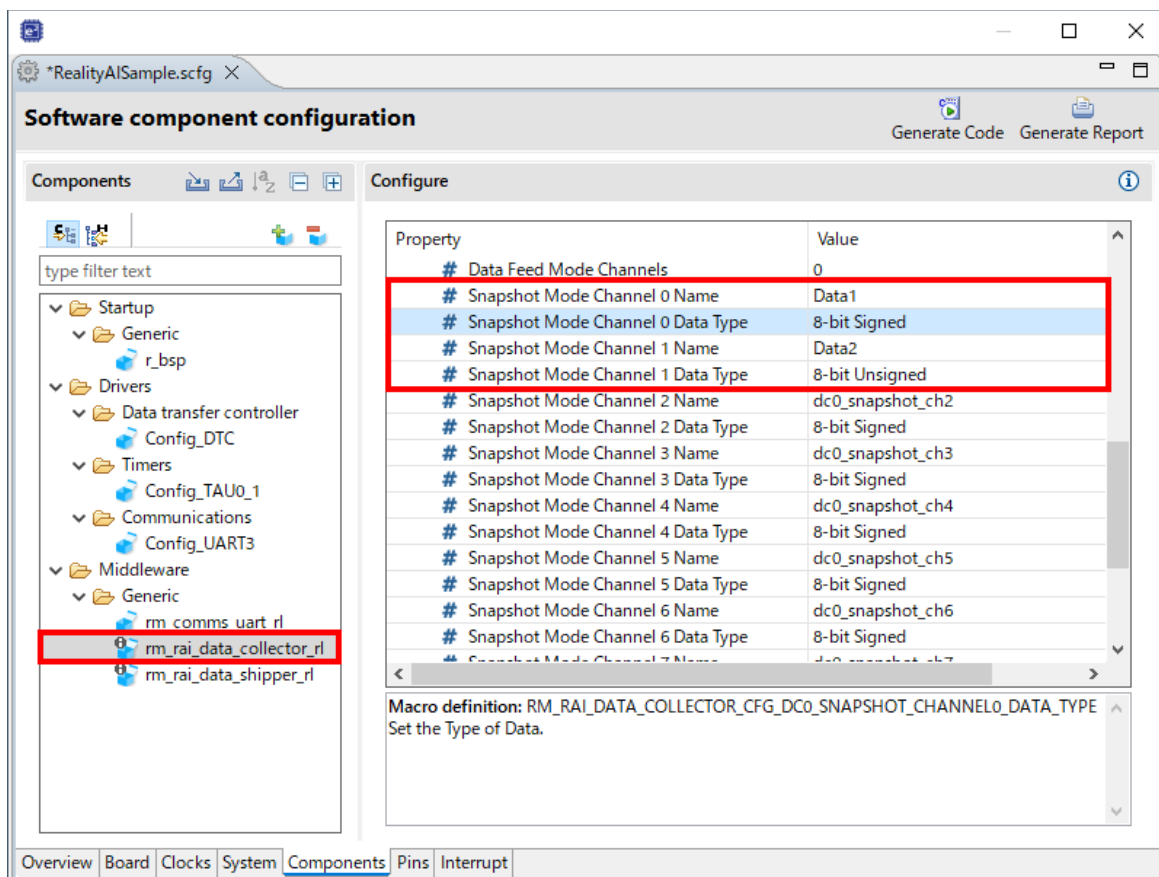 *RealityAISample.scfg
Software component configuration
Generate Code Generate Report
Components
Configure
type filter text
Startup
Generic
r_bsp
Drivers
Data transfer controller
Config_DTC
Timers
Config_TAU0_1
Communications
Config_UART3
Middleware
Generic
rm_comms_uart_rl
rm_rai_data_collector_rl
rm_rai_data_shipper_rl
Property Value
# Data Feed Mode Channels 0
# Snapshot Mode Channel 0 Name Data1
# Snapshot Mode Channel 0 Data Type 8-bit Signed
# Snapshot Mode Channel 1 Name Data2
# Snapshot Mode Channel 1 Data Type 8-bit Unsigned
# Snapshot Mode Channel 2 Name dc0_snapshot_ch2
# Snapshot Mode Channel 2 Data Type 8-bit Signed
# Snapshot Mode Channel 3 Name dc0_snapshot_ch3
# Snapshot Mode Channel 3 Data Type 8-bit Signed
# Snapshot Mode Channel 4 Name dc0_snapshot_ch4
# Snapshot Mode Channel 4 Data Type 8-bit Signed
# Snapshot Mode Channel 5 Name dc0_snapshot_ch5
# Snapshot Mode Channel 5 Data Type 8-bit Signed
# Snapshot Mode Channel 6 Name dc0_snapshot_ch6
# Snapshot Mode Channel 6 Data Type 8-bit Signed
# Snapshot Mode Channel 7 Name dc0_snapshot_ch7
Macro definition: RM_RAI_DATA_COLLECTOR_CFG_DC0_SNAPSHOT_CHANNEL0_DATA_TYPE
Set the Type of Data.
Overview Board Clocks System Components Pins Interrupt